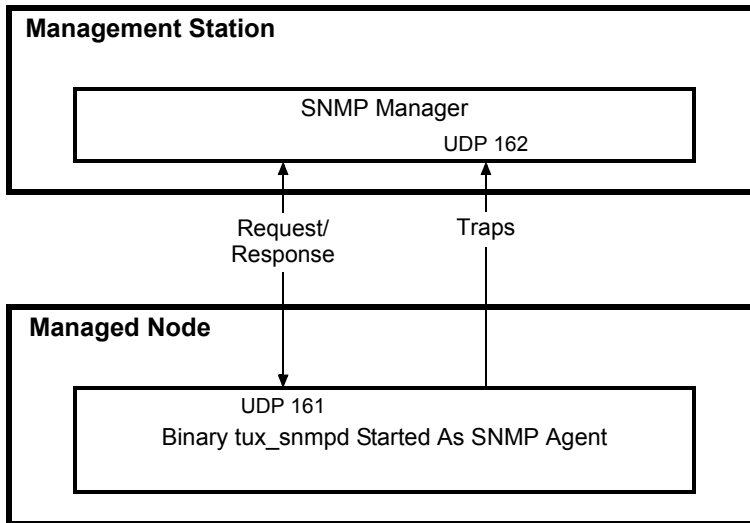 Management Station
SNMP Manager
UDP 162
Request/
Response
Traps
Managed Node
UDP 161
Binary tux_snmpd Started As SNMP Agent